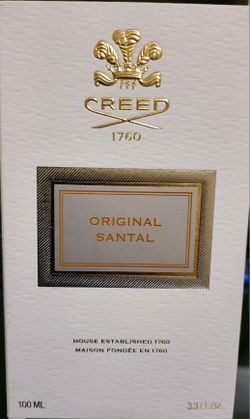 CREED
1760
ORIGINAL
SANTAL
HOUSE ESTABLISHED 1760
MAISON FONDÉE EN 1760
100 ML
3.3 FL.OZ